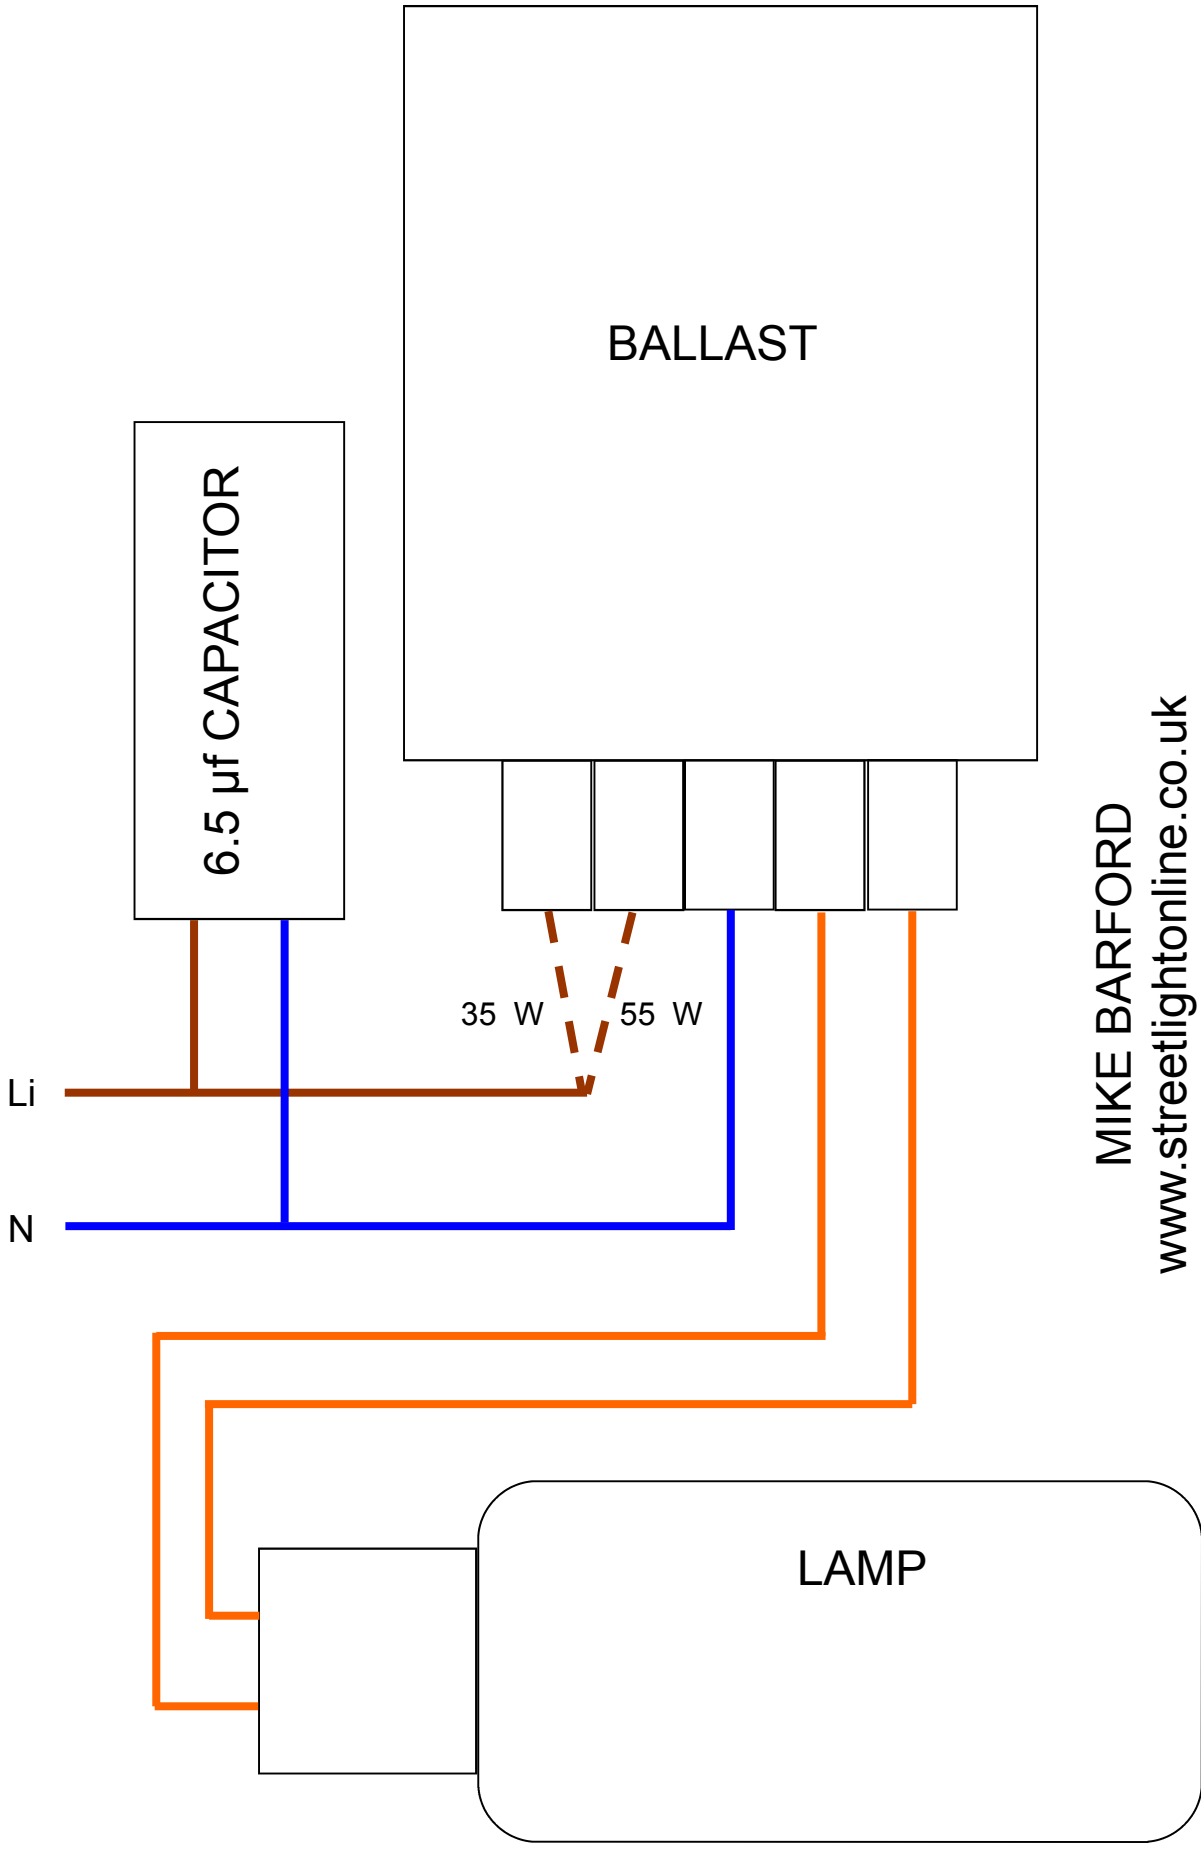 BALLAST
6.5 µf CAPACITOR
35 W
55 W
Li
N
MIKE BARFORD
www.streetlightonline.co.uk
LAMP